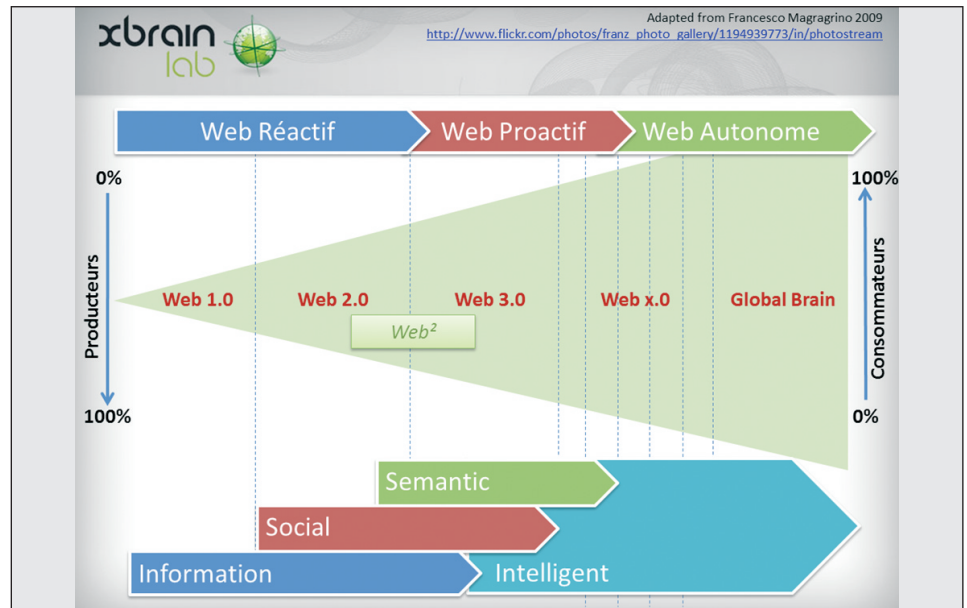 xbrain
lab
Adapted from Francesco Magragrino 2009
http://www.flickr.com/photos/franz_photo_gallery/1194939773/in/photostream
Web Réactif
Web Proactif
Web Autonome
0%
100%
Producteurs
Consommateurs
Web 1.0
Web 2.0
Web 3.0
Web x.0
Global Brain
Web²
100%
0%
Semantic
Social
Information
Intelligent